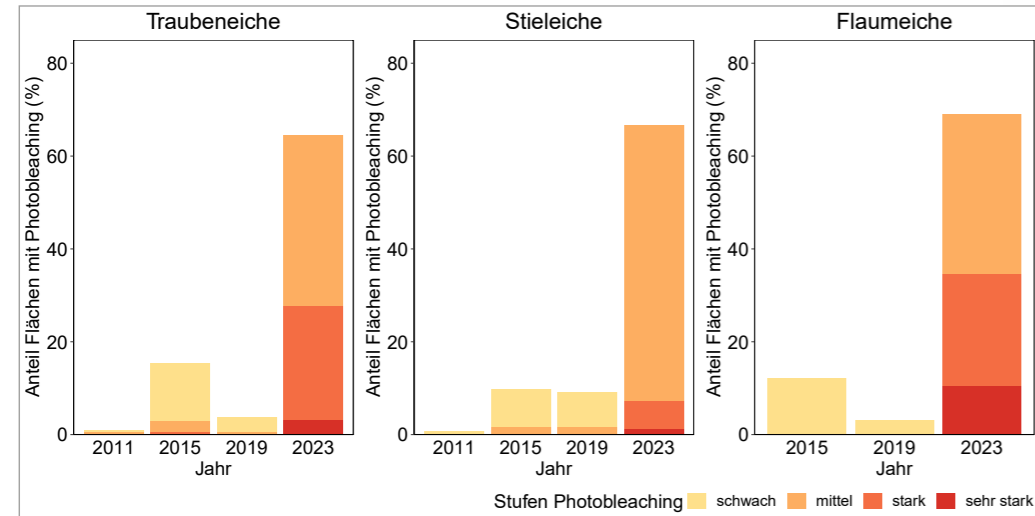 Traubeneiche
Anteil Flächen mit Photobleaching (%)
80
60
40
20
0
2011 2015 2019 2023
Jahr
Stieleiche
Anteil Flächen mit Photobleaching (%)
80
60
40
20
0
2011 2015 2019 2023
Jahr
Flaumeiche
Anteil Flächen mit Photobleaching (%)
80
60
40
20
0
2015 2019 2023
Jahr
Stufen Photobleaching schwach mittel stark sehr stark